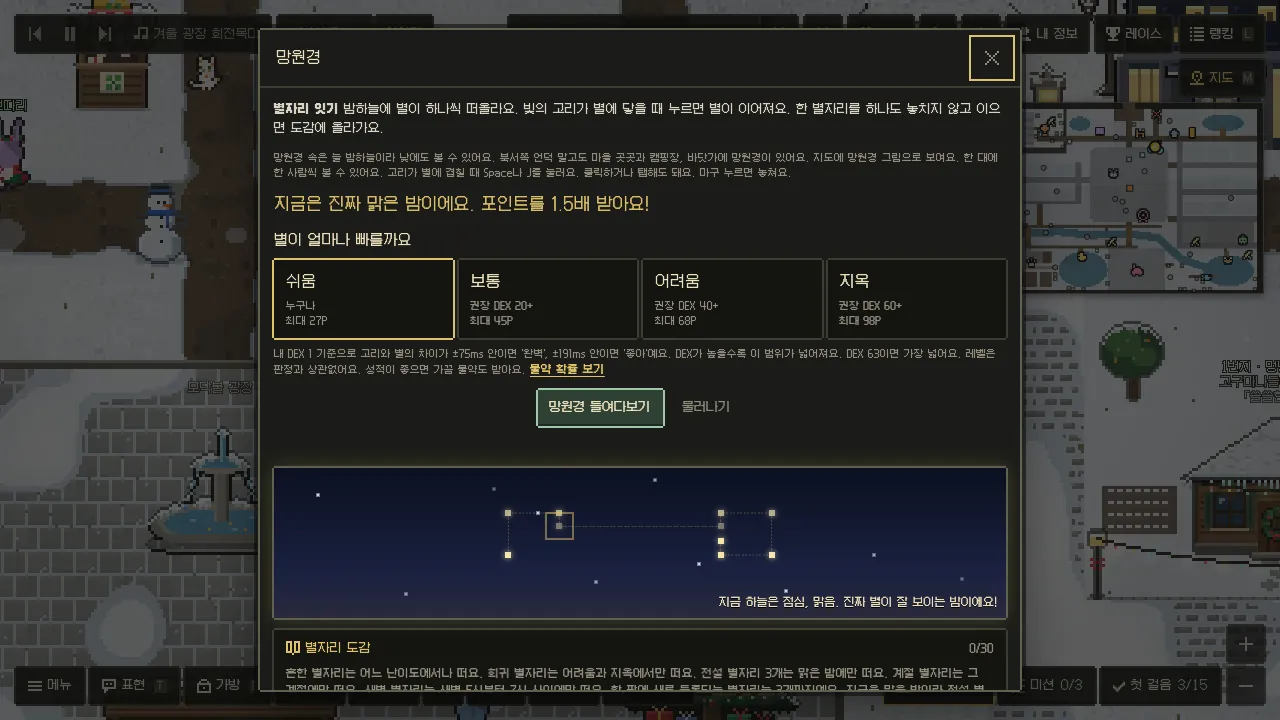 겨울 광장 회전목
내 정보
레이스
랭킹 L
지도 M
망원경
별자리 잇기 밤하늘에 별이 하나씩 떠올라요. 빛의 고리가 별에 닿을 때 누르면 별이 이어져요. 한 별자리를 하나도 놓치지 않고 이으
면 도감에 올라가요.
망원경 속은 늘 밤하늘이라 낮에도 볼 수 있어요. 북서쪽 언덕 말고도 마을 곳곳과 캠핑장, 바닷가에 망원경이 있어요. 지도에 망원경 그림으로 보여요. 한 대에
한 사람씩 볼 수 있어요. 고리가 별에 겹칠 때 Space나 J를 눌러요. 클릭하거나 탭해도 돼요. 마구 누르면 놓쳐요.
지금은 진짜 맑은 밤이에요. 포인트를 1.5배 받아요!
별이 얼마나 빠를까요
쉬움
누구나
최대 27P
보통
권장 DEX 20+
최대 45P
어려움
권장 DEX 40+
최대 68P
지옥
권장 DEX 60+
최대 98P
내 DEX 1 기준으로 고리와 별의 차이가 ±75ms 안이면 '완벽', ±191ms 안이면 '좋아'예요. DEX가 높을수록 이 범위가 넓어져요. DEX 63이면 가장 넓어요. 레벨은
판정과 상관없어요. 성적이 좋으면 가끔 물약도 받아요. 물약 확률 보기
망원경 들여다보기
물러나기
모닥불 광장
1번지 · 명
지금 하늘은 점심, 맑음. 진짜 별이 잘 보이는 밤이에요!
별자리 도감
0/30
흔한 별자리는 어느 난이도에서나 떠요. 희귀 별자리는 어려움과 지옥에서만 떠요. 전설 별자리 3개는 맑은 밤에만 떠요. 계절 별자리는 그
메뉴
표현 T
가방
미션 0/3
첫 걸음 3/15